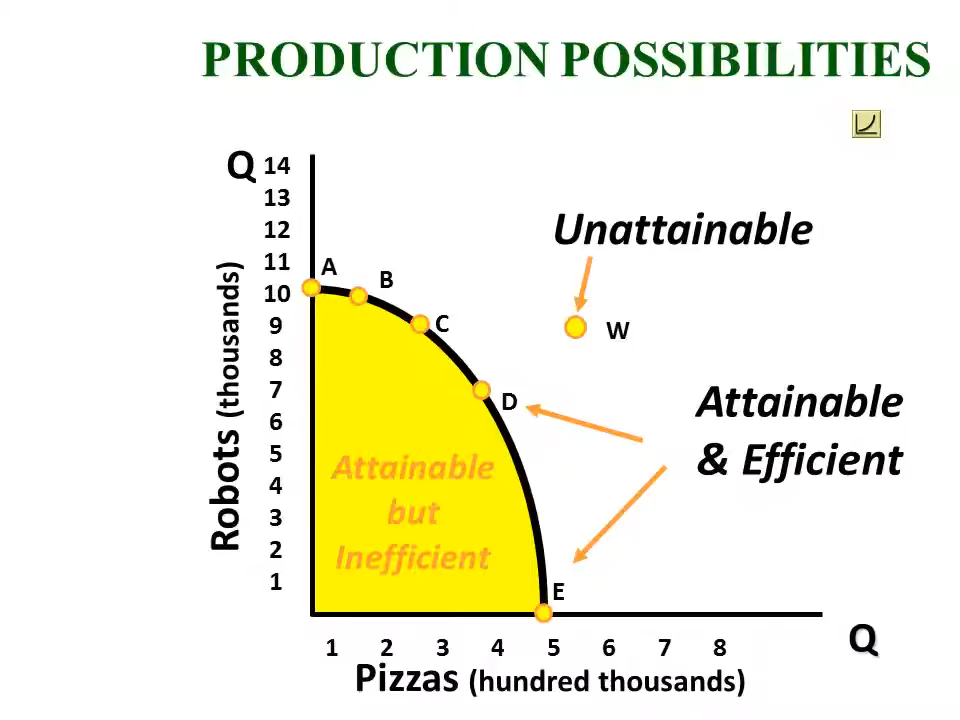 PRODUCTION POSSIBILITIES
Q
14
13
12
11
10
9
8
7
6
5
4
3
2
1
Robots (thousands)
A
B
C
D
E
W
Unattainable
Attainable
& Efficient
Attainable
but
Inefficient
1 2 3 4 5 6 7 8
Q
Pizzas (hundred thousands)